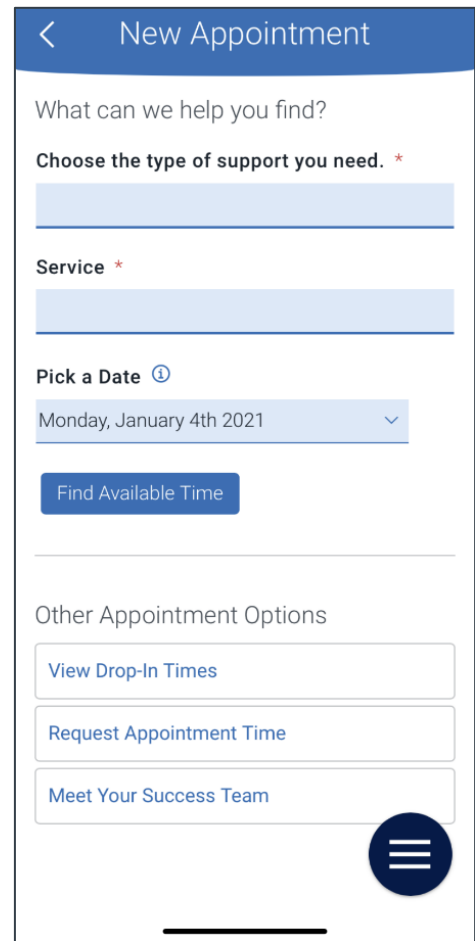 New Appointment
What can we help you find?
Choose the type of support you need. *
Service *
Pick a Date
Monday, January 4th 2021
Find Available Time
Other Appointment Options
View Drop-In Times
Request Appointment Time
Meet Your Success Team